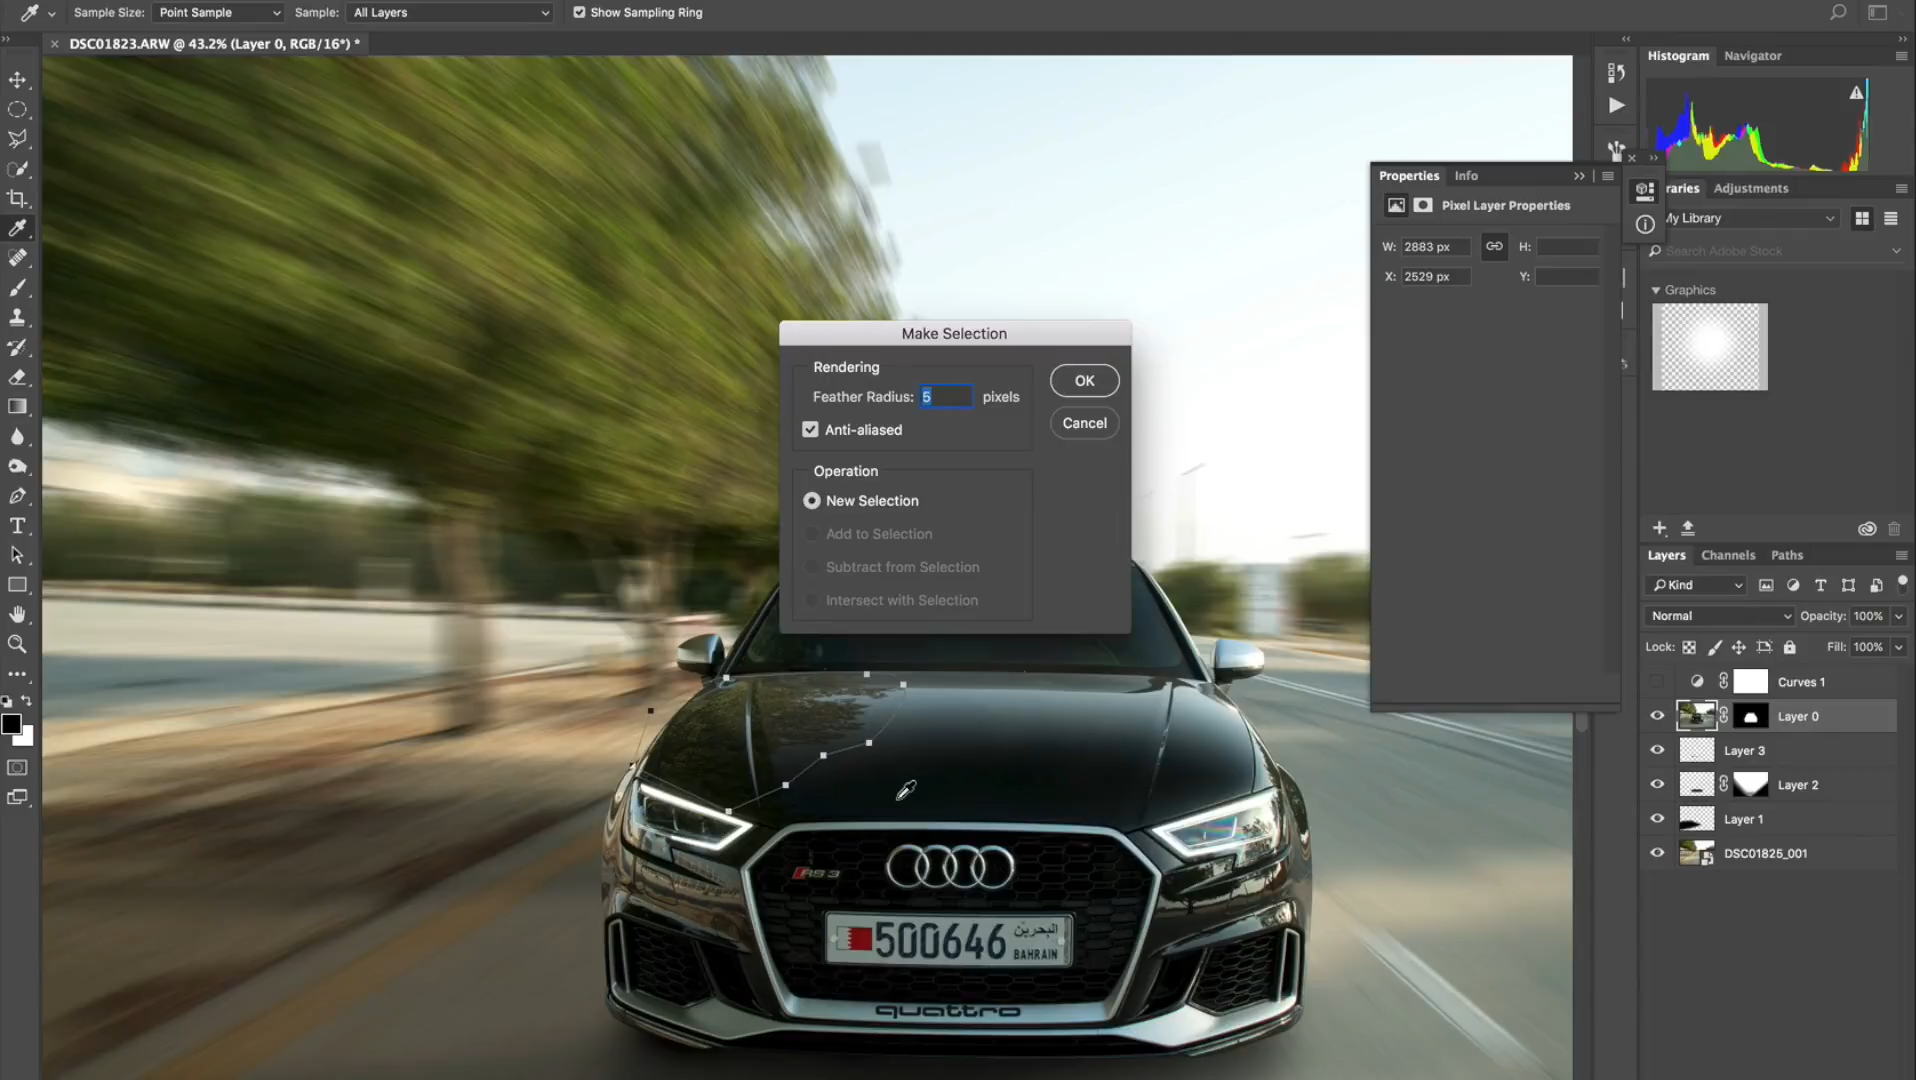 Sample Size: Point Sample Sample: All Layers Show Sampling Ring
DSC01823.ARW @ 43.2% (Layer 0, RGB/16*) *
Histogram Navigator
Properties Info
raries Adjustments
Pixel Layer Properties
My Library
W: 2883 px H:
Search Adobe Stock
X: 2529 px Y:
Graphics
Make Selection
Rendering
Feather Radius: 5 pixels
OK
Anti-aliased
Cancel
Operation
New Selection
Add to Selection
Subtract from Selection
Intersect with Selection
Layers Channels Paths
Kind
Normal Opacity: 100%
Lock: Fill: 100%
Curves 1
Layer 0
Layer 3
Layer 2
Layer 1
DSC01825_001
RS 3
500646 البحرين
BAHRAIN
quattro